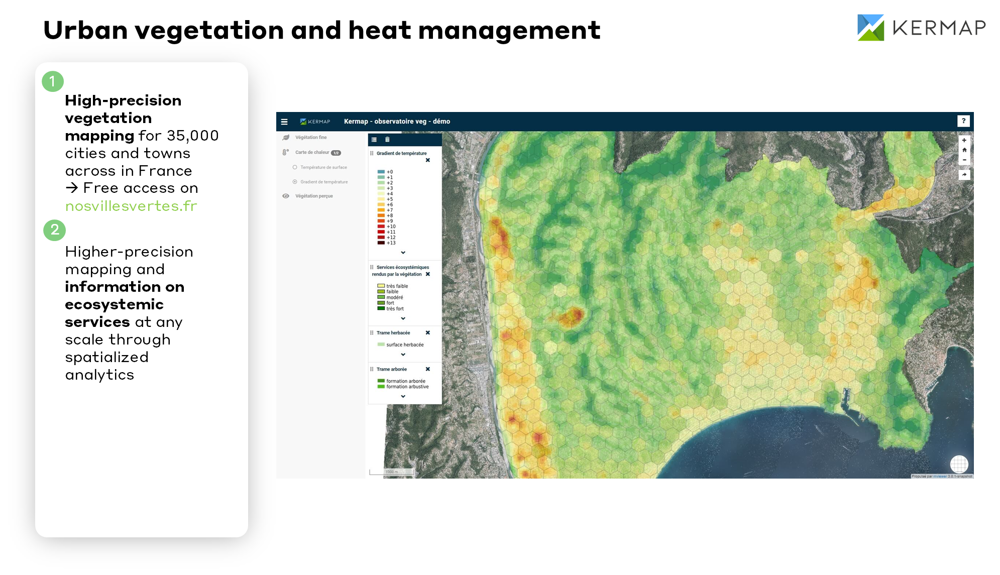 Urban vegetation and heat management
KERMAP
1
High-precision
vegetation
mapping for 35,000
cities and towns
across in France
→ Free access on
nosvillesvertes.fr
2
Higher-precision
mapping and
information on
ecosystemic
services at any
scale through
spatialized
analytics
KERMAP
Kermap - observatoire veg - démo
?
Végétation fine
Carte de chaleur 1/2
Température de surface
Gradient de température
Végétation perçue
Gradient de température
+0
+1
+2
+3
+4
+5
+6
+7
+8
+9
+10
+11
+12
+13
Services écosystémiques
rendus par la végétation
très faible
faible
modéré
fort
très fort
Trame herbacée
surface herbacée
Trame arborée
formation arborée
formation arbustive
1000 m
Propulsé par mviewer 3.8.1-snapshot